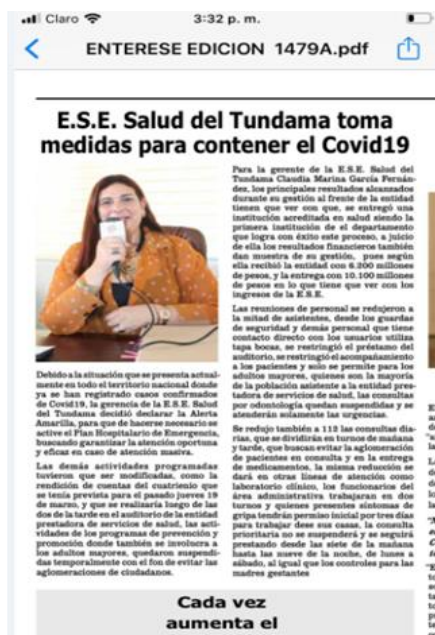 Claro
3:32 p. m.
ENTERESE EDICION 1479A.pdf
E.S.E. Salud del Tundama toma
medidas para contener el Covid19
Debido a la situación que se presenta actual-
mente en todo el territorio nacional donde
ya se han registrado casos confirmados
de Covid19, la gerencia de la E.S.E. Salud
del Tundama decidió declarar la Alerta
Amarilla, para que de hacerse necesario se
active el Plan Hospitalario de Emergencia,
buscando garantizar la atención oportuna
y eficaz en caso de atención masiva.
Las demás actividades programadas
tuvieron que ser modificadas, como la
rendición de cuentas del cuatrienio que
se tenía prevista para el pasado jueves 19
de marzo, y que se realizaría luego de las
dos de la tarde en el auditorio de la entidad
prestadora de servicios de salud, las acti-
vidades de los programas de prevención y
promoción donde también se involucra a
los adultos mayores, quedaron suspendi-
das temporalmente con el fon de evitar las
aglomeraciones de ciudadanos.
Para la gerente de la E.S.E. Salud del
Tundama Claudia Marina García Fernán-
dez, los principales resultados alcanzados
durante su gestión al frente de la entidad
tienen que ver con que, se entregó una
institución acreditada en salud siendo la
primera institución de el departamento
que logra con éxito este proceso, a juicio
de ella los resultados financieros también
dan muestra de su gestión, pues según
ella recibió la entidad con 6.200 millones
de pesos, y la entrega con 10.100 millones
de pesos en lo que tiene que ver con los
ingresos de la E.S.E.
Las reuniones de personal se redujeron a
la mitad de asistentes, desde los guardas
de seguridad y demás personal que tiene
contacto directo con los usuarios utiliza
tapa bocas, se restringió el préstamo del
auditorio, se restringió el acompañamiento
a los pacientes y solo se permite para los
adultos mayores, quienes son la mayoría
de la población asistente a la entidad pres-
tadora de servicios de salud, las consultas
por odontología quedan suspendidas y se
atenderán solamente las urgencias.
Se redujo también a 112 las consultas dia-
rias, que se dividirán en turnos de mañana
y tarde, que buscan evitar la aglomeración
de pacientes en consulta y en la entrega
de medicamentos, la misma reducción se
dará en otras líneas de atención como
laboratorio clínico, los funcionarios del
área administrativa trabajaran en dos
turnos y quienes presentes síntomas de
gripa tendrán permiso inicial por tres días
para trabajar dese sus casas, la consulta
prioritaria no se suspenderá y se seguirá
prestando desde las siete de la mañana
hasta las nueve de la noche, de lunes a
sábado, al igual que los controles para las
madres gestantes
Cada vez
aumenta el